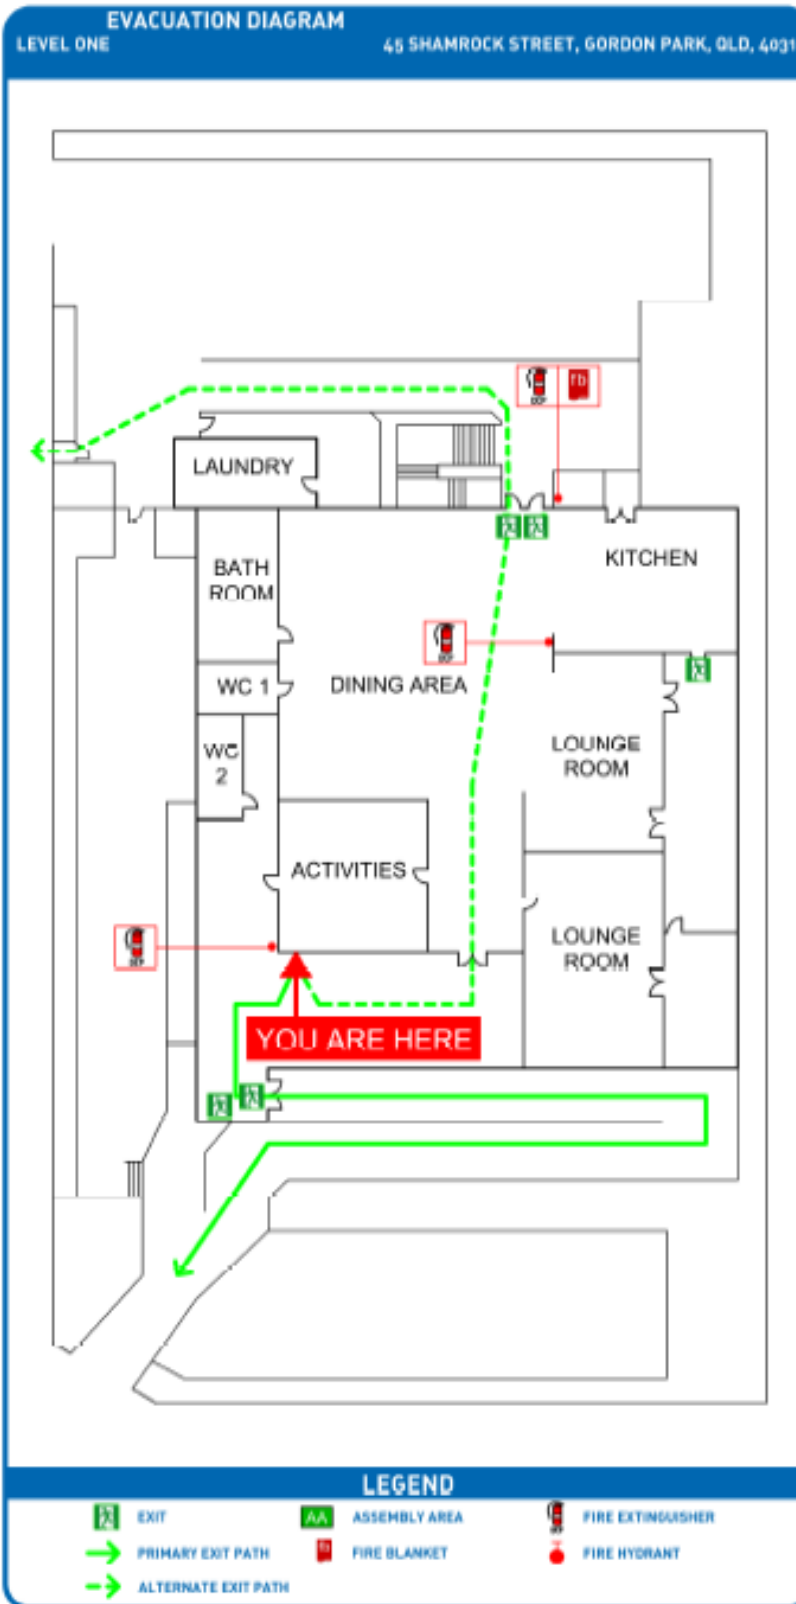 EVACUATION DIAGRAM
LEVEL ONE
45 SHAMROCK STREET, GORDON PARK, QLD, 4031
fb
LAUNDRY
BATH
ROOM
KITCHEN
WC 1
DINING AREA
WC
2
LOUNGE
ROOM
ACTIVITIES
LOUNGE
ROOM
YOU ARE HERE
LEGEND
EXIT
AA
ASSEMBLY AREA
FIRE EXTINGUISHER
PRIMARY EXIT PATH
FIRE BLANKET
FIRE HYDRANT
ALTERNATE EXIT PATH